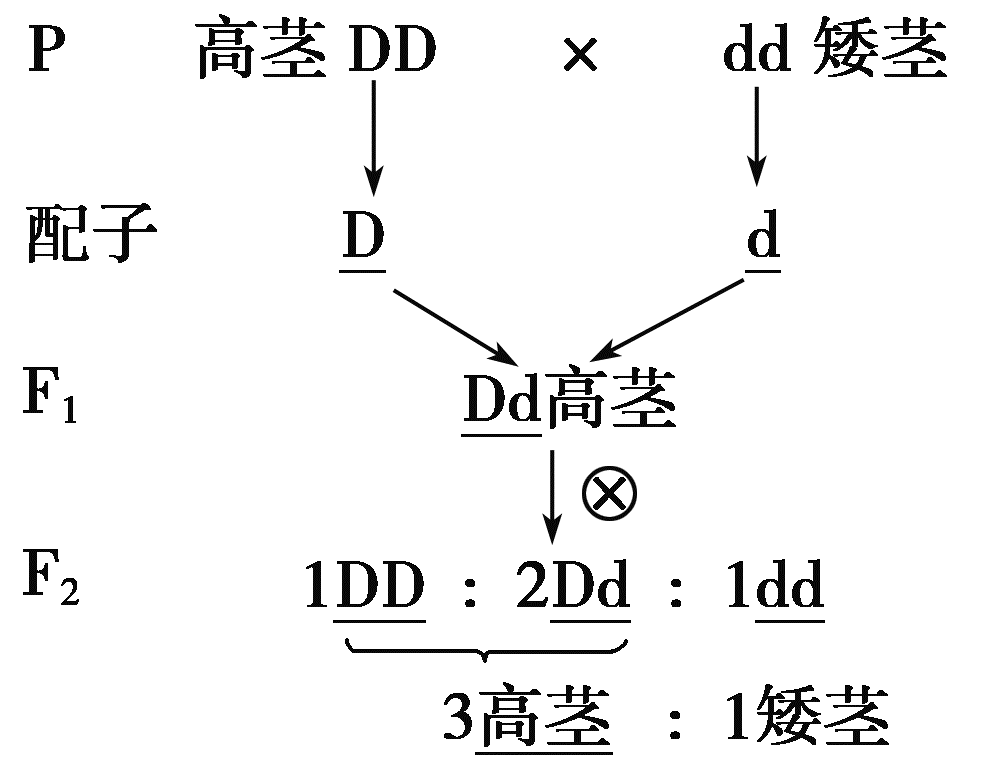 P 高茎 DD × dd 矮茎
配子 D d
F₁ Dd高茎
⊗
F₂ 1DD : 2Dd : 1dd
3高茎 : 1矮茎